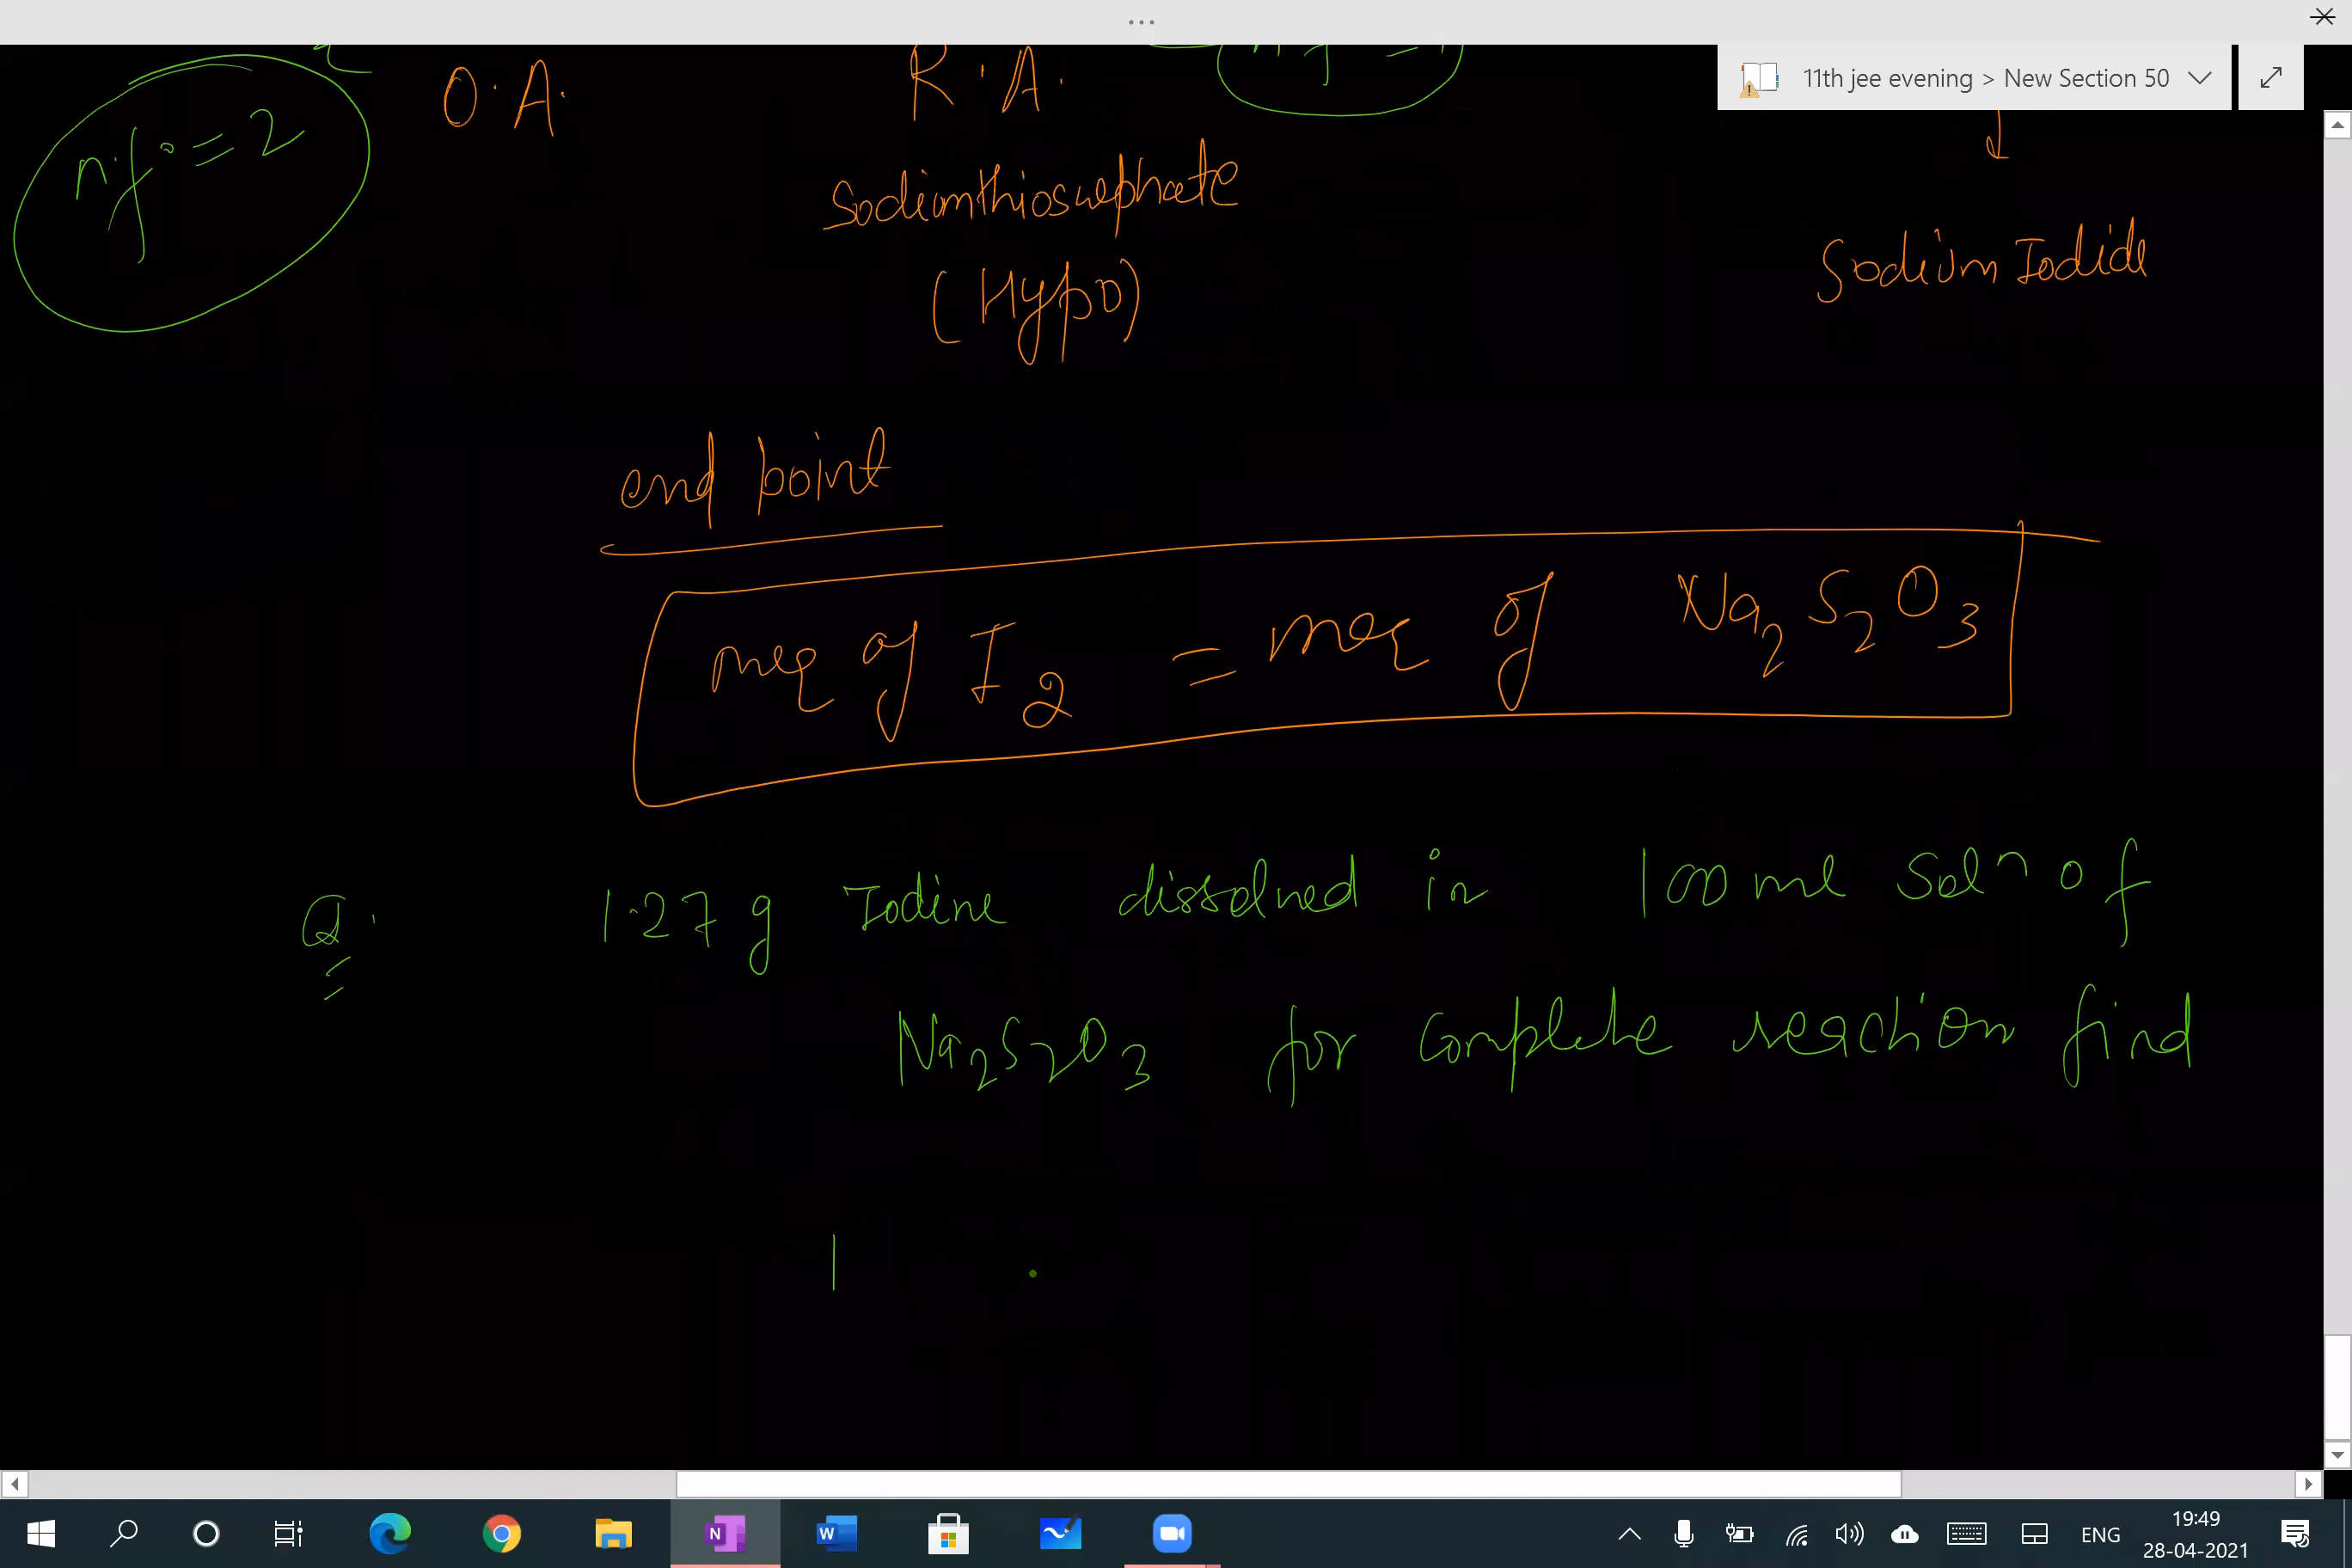 ...
11th jee evening > New Section 50
O.A.
R.A.
nf = 2
Sodiumthiosulphate
(Hypo)
Sodium Iodide
end point
meq of I2 = meq of Na2S2O3
Q. 1.27 g Iodine dissolved in 100 ml Solⁿ of
Na2S2O3 for complete reaction find
ENG
19:49
28-04-2021